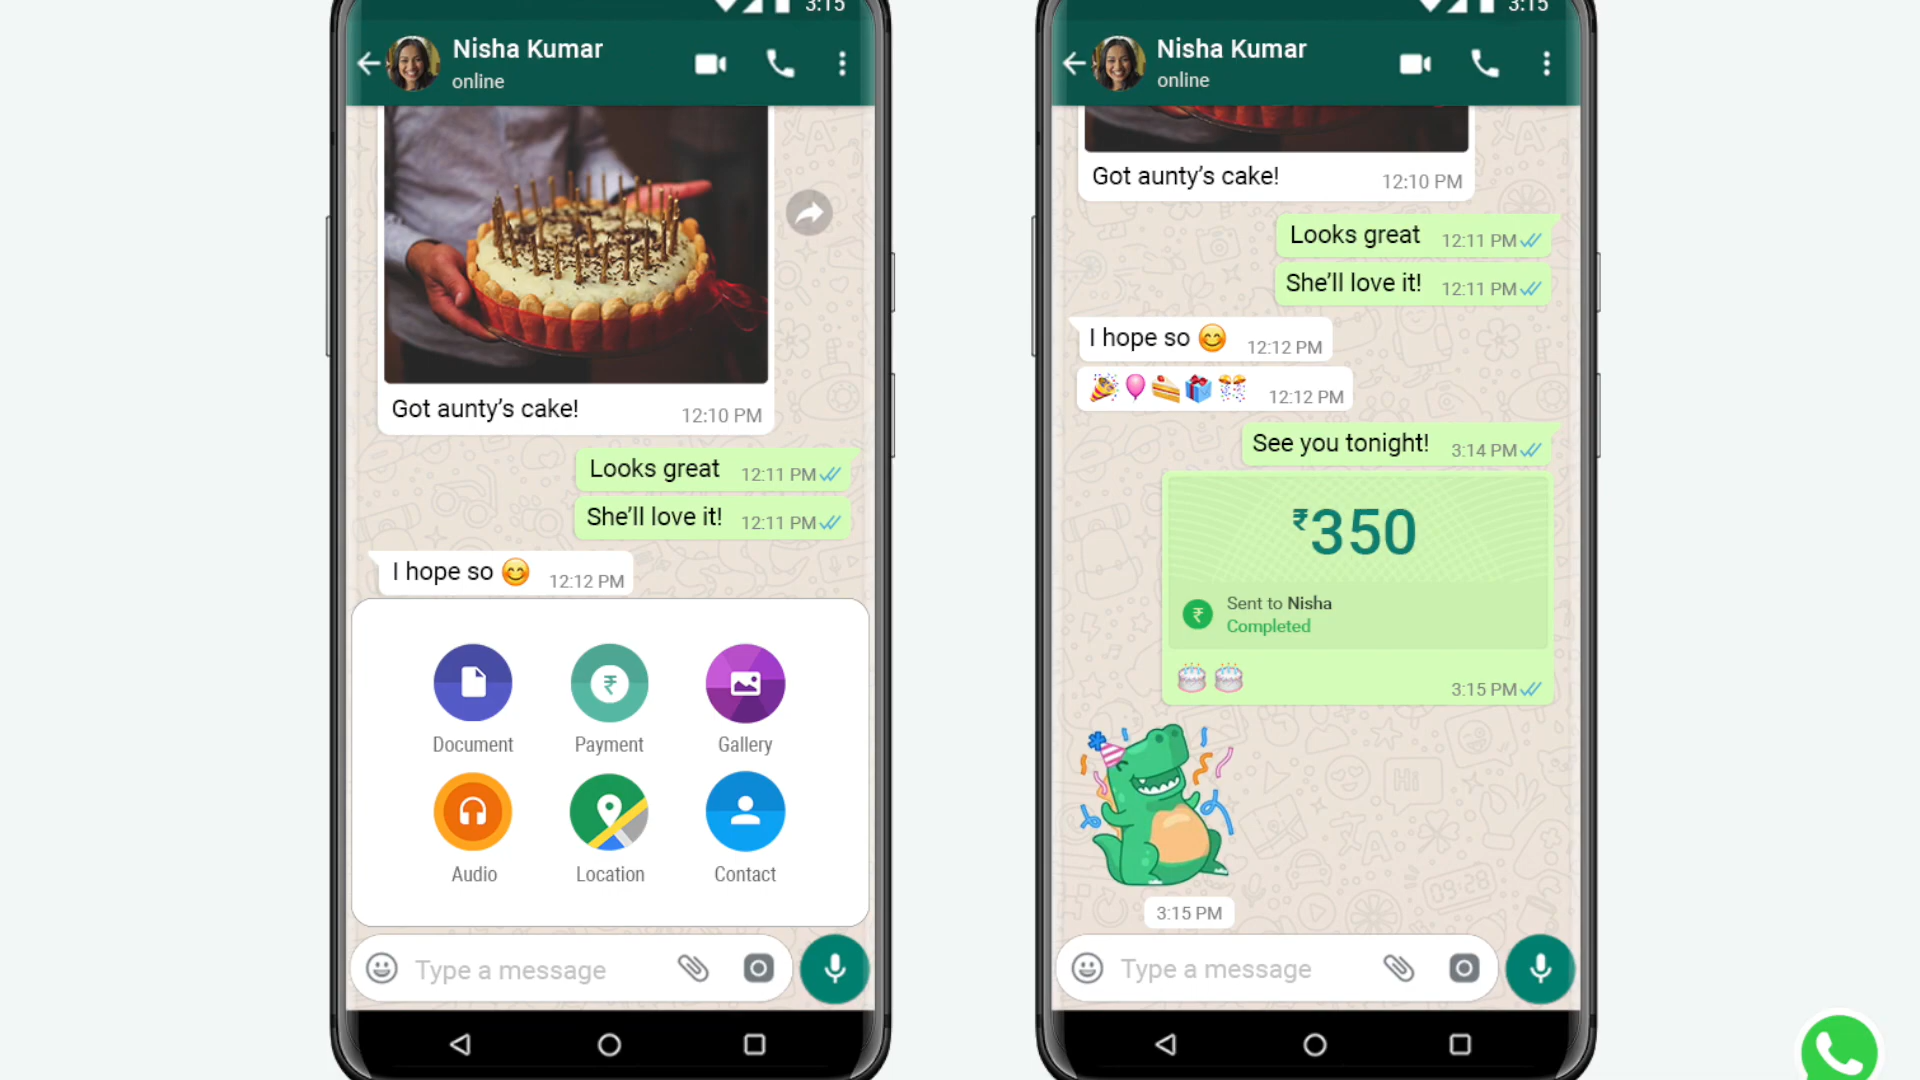 3:15
Nisha Kumar
online
Got aunty’s cake!
12:10 PM
Looks great 12:11 PM
She’ll love it! 12:11 PM
I hope so 😊 12:12 PM
Document
Payment
Gallery
Audio
Location
Contact
Type a message
3:15
Nisha Kumar
online
Got aunty’s cake!
12:10 PM
Looks great 12:11 PM
She’ll love it! 12:11 PM
I hope so 😊 12:12 PM
🎉🎈🍰🎁🎊 12:12 PM
See you tonight! 3:14 PM
₹350
Sent to Nisha
Completed
🎂 🎂 3:15 PM
3:15 PM
Type a message